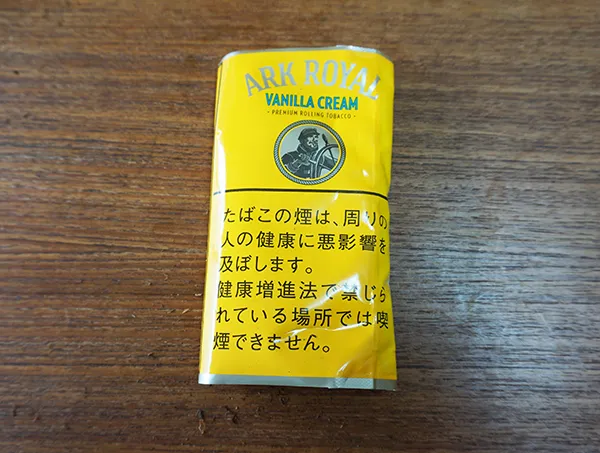 ARK ROYAL
VANILLA CREAM
- PREMIUM ROLLING TOBACCO -
たばこの煙は、周りの
人の健康に悪影響を
及ぼします。
健康増進法で禁じら
れている場所では喫
煙できません。